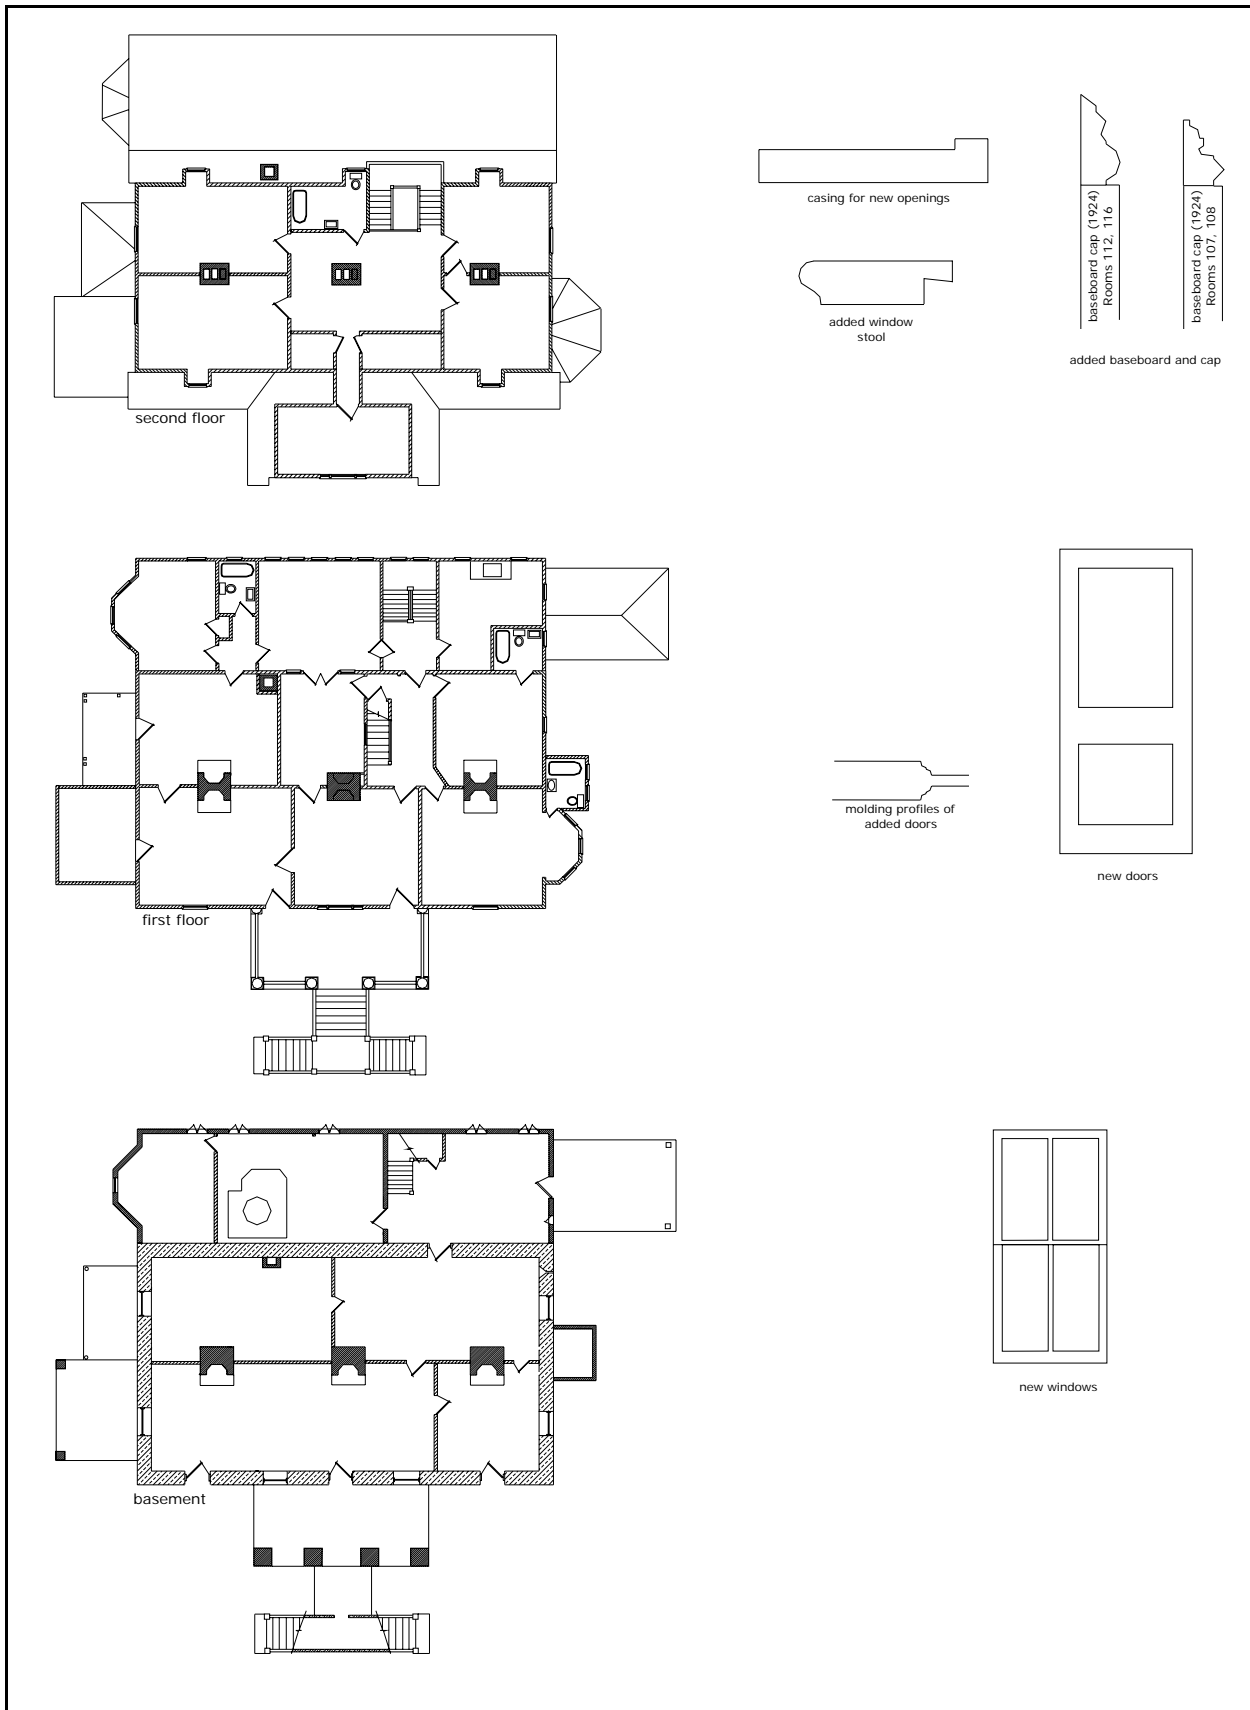 second floor
casing for new openings
added window
stool
baseboard cap (1924)
Rooms 112, 116
baseboard cap (1924)
Rooms 107, 108
added baseboard and cap
first floor
molding profiles of
added doors
new doors
basement
new windows